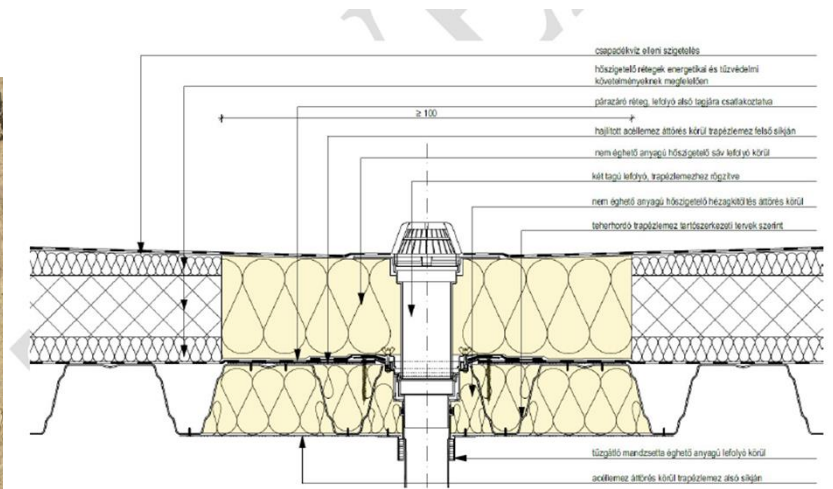 csapadékvíz elleni szigetelés
hőszigetelő rétegek energetikai és tűzvédelmi
követelményeknek megfelelően
párazáró réteg, lefolyó alsó tagjára csatlakoztatva
≥ 100
hajlított acéllemez áttörés körül trapézlemez felső síkján
nem éghető anyagú hőszigetelő sáv lefolyó körül
két tagú lefolyó, trapézlemezhez rögzítve
nem éghető anyagú hőszigetelő hézagkitöltés áttörés körül
teherhordó trapézlemez tartószerkezeti tervek szerint
tűzgátló mandzsetta éghető anyagú lefolyó körül
acéllemez áttörés körül trapézlemez alsó síkján